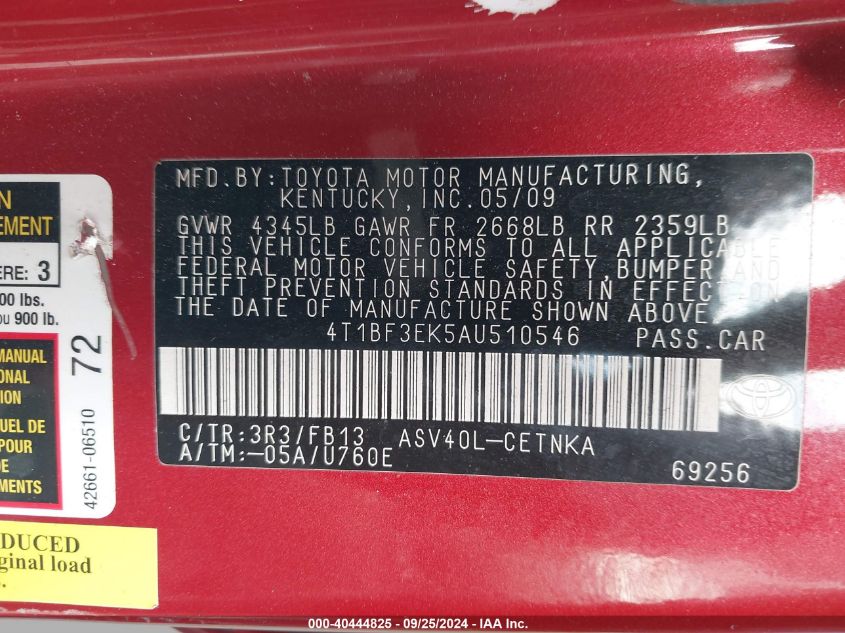 MFD.BY:TOYOTA MOTOR MANUFACTURING,
KENTUCKY,INC.05/09
GVWR 4345LB GAWR FR 2668LB RR 2359LB
THIS VEHICLE CONFORMS TO ALL APPLICABLE
FEDERAL MOTOR VEHICLE SAFETY,BUMPER,AND
THEFT PREVENTION STANDARDS IN EFFECT ON
THE DATE OF MANUFACTURE SHOWN ABOVE.
4T1BF3EK5AU510546 PASS.CAR
C/TR:3R3/FB13 ASV40L-CETNKA
A/TM:-05A/U760E
69256
N
EMENT
ERE: 3
00 lbs.
ou 900 lb.
MANUAL
ONAL
TION
UEL DE
POUR
DE
MENTS
72
42661-06510
DUCED
ginal load
s.
000-40444825 - 09/25/2024 - IAA Inc.